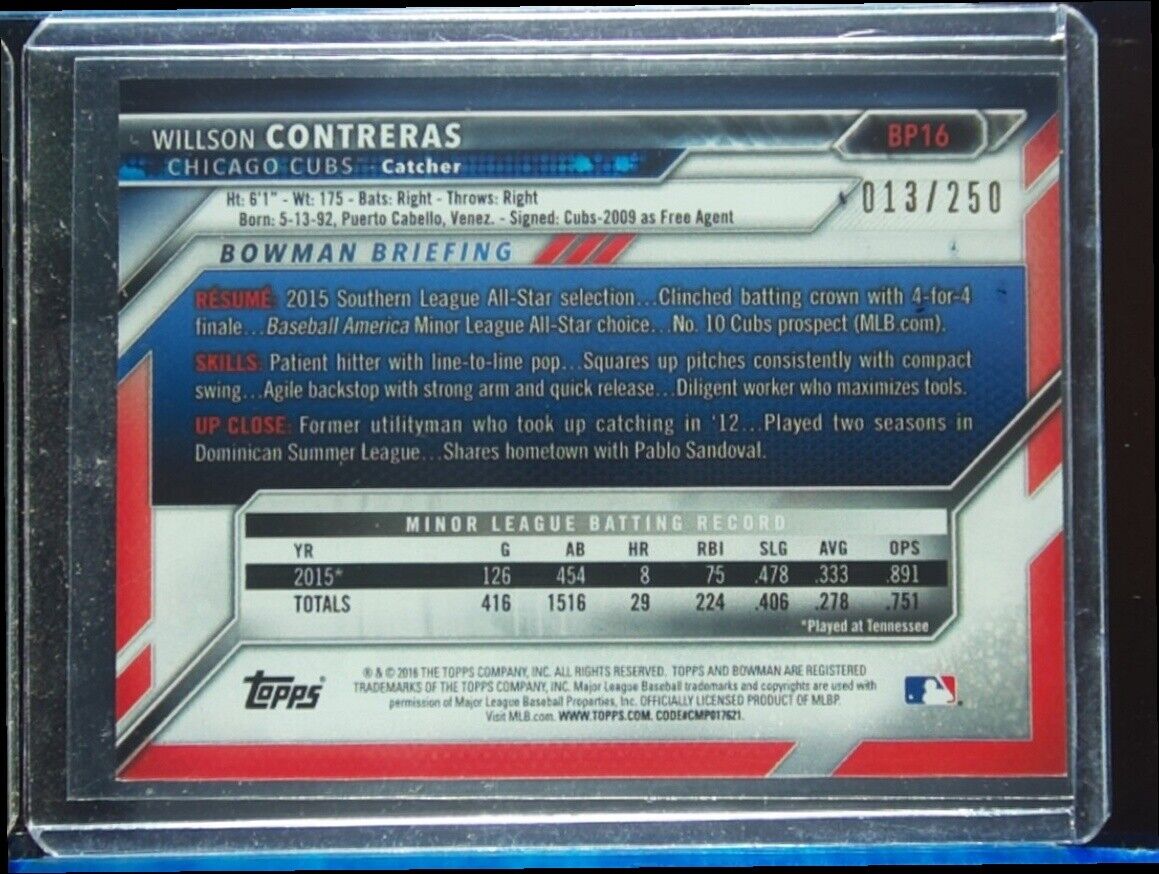 WILLSON CONTRERAS
BP16
CHICAGO CUBS - Catcher
Ht: 6'1" - Wt: 175 - Bats: Right - Throws: Right
013/250
Born: 5-13-92, Puerto Cabello, Venez. - Signed: Cubs-2009 as Free Agent
BOWMAN BRIEFING
RÉSUMÉ: 2015 Southern League All-Star selection...Clinched batting crown with 4-for-4
finale...Baseball America Minor League All-Star choice...No. 10 Cubs prospect (MLB.com).
SKILLS: Patient hitter with line-to-line pop...Squares up pitches consistently with compact
swing...Agile backstop with strong arm and quick release...Diligent worker who maximizes tools.
UP CLOSE: Former utilityman who took up catching in '12...Played two seasons in
Dominican Summer League...Shares hometown with Pablo Sandoval.
MINOR LEAGUE BATTING RECORD
YR G AB HR RBI SLG AVG OPS
2015* 126 454 8 75 .478 .333 .891
TOTALS 416 1516 29 224 .406 .278 .751
*Played at Tennessee
topps
® & © 2016 THE TOPPS COMPANY, INC. ALL RIGHTS RESERVED. TOPPS AND BOWMAN ARE REGISTERED
TRADEMARKS OF THE TOPPS COMPANY, INC. Major League Baseball trademarks and copyrights are used with
permission of Major League Baseball Properties, Inc. OFFICIALLY LICENSED PRODUCT OF MLBP.
Visit MLB.com. WWW.TOPPS.COM. CODE#CMP017621.